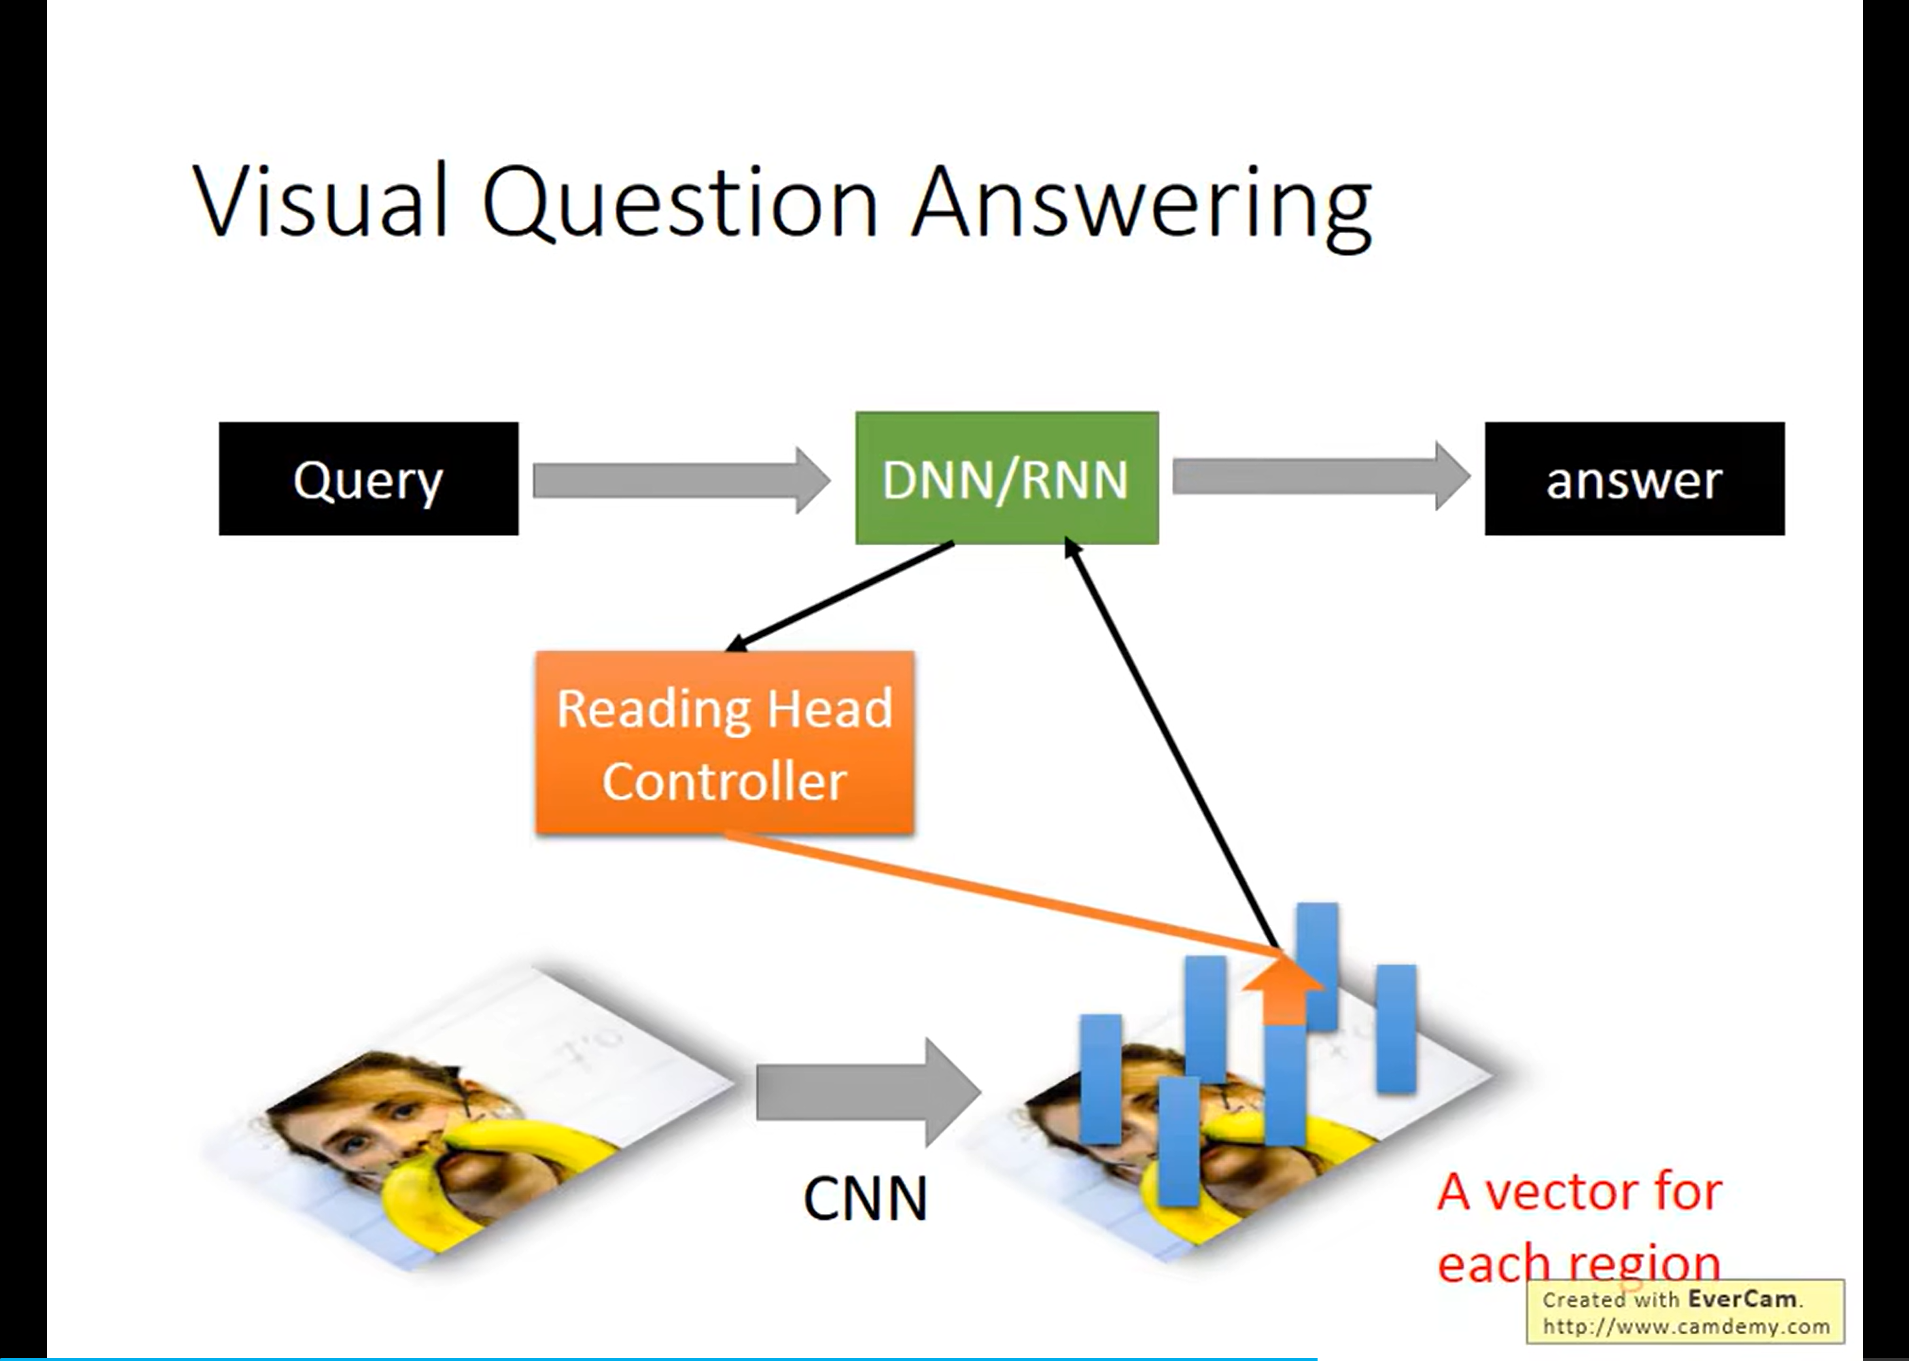 Visual Question Answering
Query
DNN/RNN
answer
Reading Head
Controller
CNN
A vector for
each region
Created with EverCam.
http://www.camdemy.com